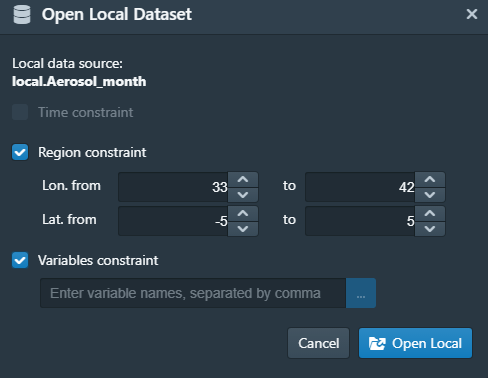 Open Local Dataset
Local data source:
local.Aerosol_month
Time constraint
Region constraint
Lon. from 33 to 42
Lat. from -5 to 5
Variables constraint
Enter variable names, separated by comma ...
Cancel Open Local